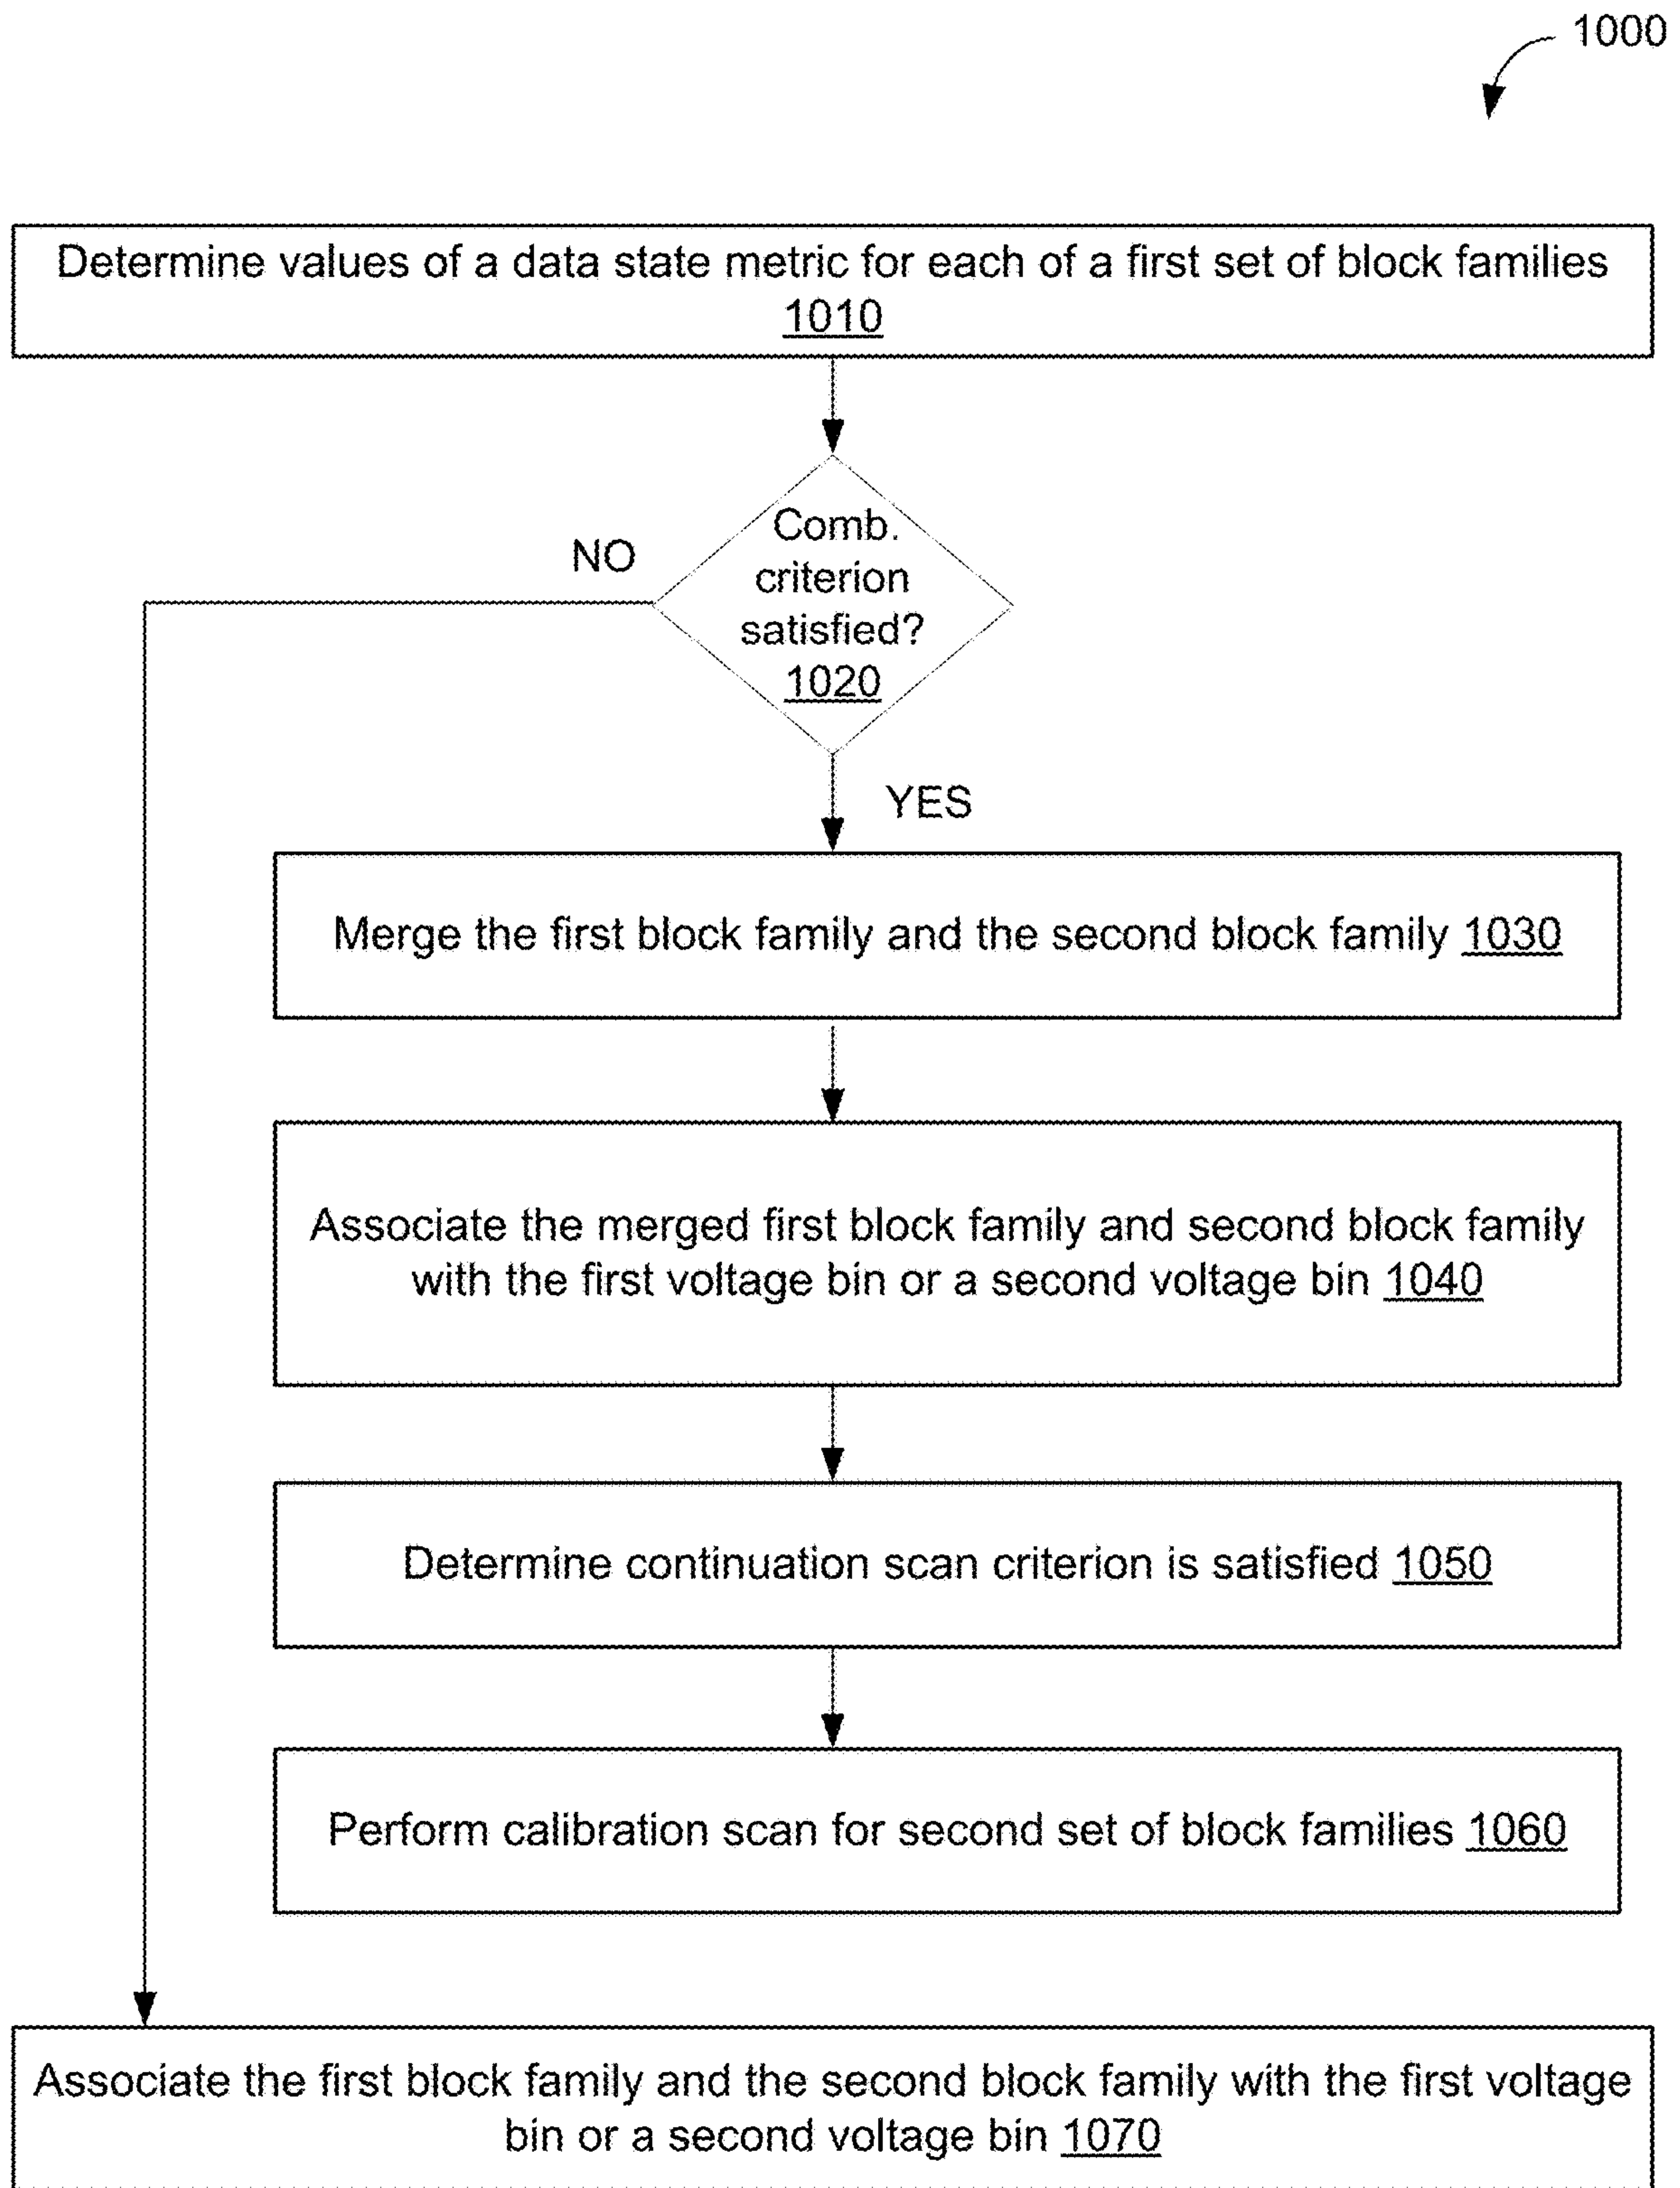 1000
Determine values of a data state metric for each of a first set of block families
1010
Comb.
criterion
satisfied?
1020
NO
YES
Merge the first block family and the second block family 1030
Associate the merged first block family and second block family
with the first voltage bin or a second voltage bin 1040
Determine continuation scan criterion is satisfied 1050
Perform calibration scan for second set of block families 1060
Associate the first block family and the second block family with the first voltage
bin or a second voltage bin 1070